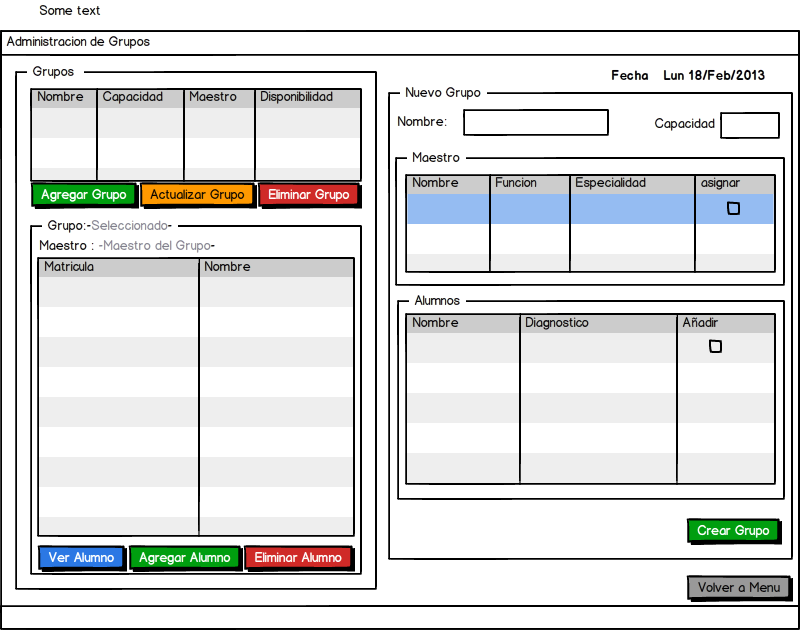 Some text
Administracion de Grupos
Grupos
Nombre Capacidad Maestro Disponibilidad
Agregar Grupo Actualizar Grupo Eliminar Grupo
Grupo:-Seleccionado-
Maestro : -Maestro del Grupo-
Matricula Nombre
Ver Alumno Agregar Alumno Eliminar Alumno
Fecha Lun 18/Feb/2013
Nuevo Grupo
Nombre: Capacidad
Maestro
Nombre Funcion Especialidad asignar
Alumnos
Nombre Diagnostico Añadir
Crear Grupo
Volver a Menu